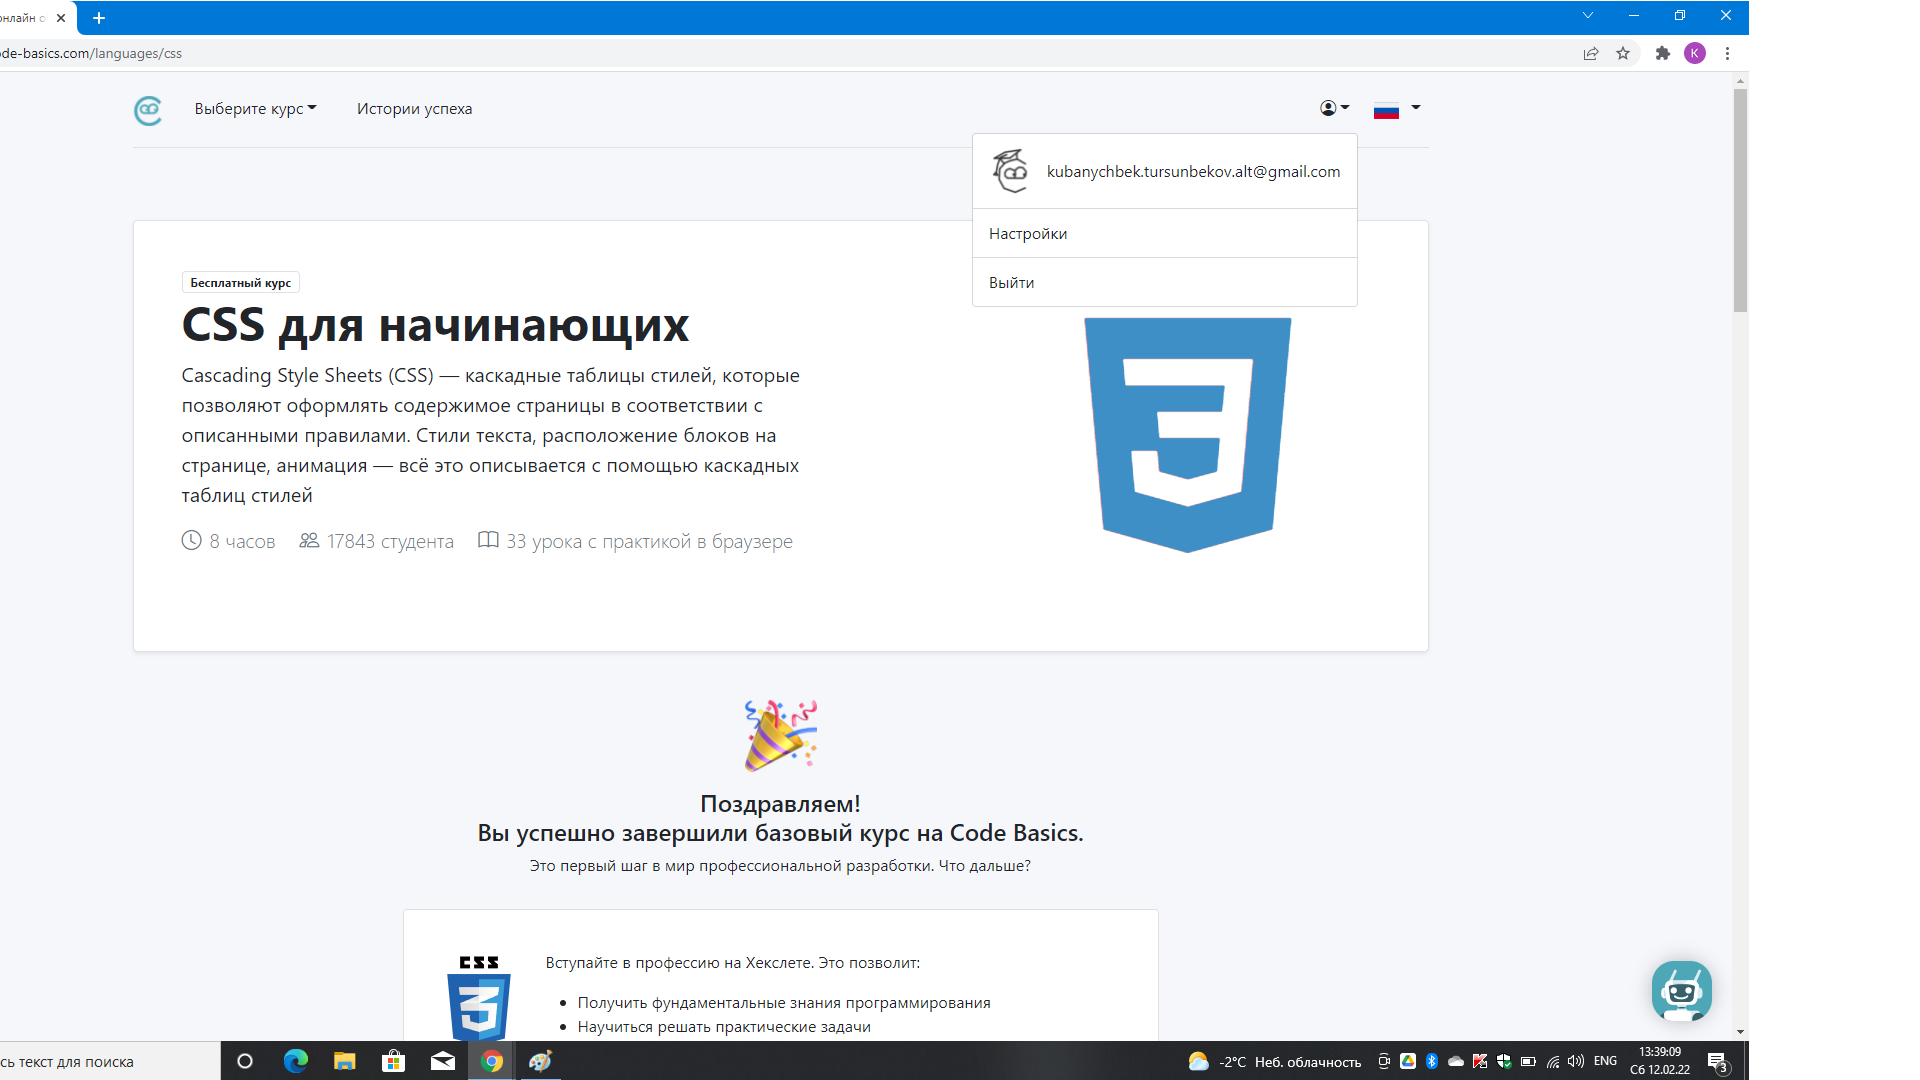 онлайн о
de-basics.com/languages/css
K
Выберите курс
Истории успеха
kubanychbek.tursunbekov.alt@gmail.com
Настройки
Выйти
Бесплатный курс
CSS для начинающих
Cascading Style Sheets (CSS) — каскадные таблицы стилей, которые
позволяют оформлять содержимое страницы в соответствии с
описанными правилами. Стили текста, расположение блоков на
странице, анимация — всё это описывается с помощью каскадных
таблиц стилей
8 часов
17843 студента
33 урока с практикой в браузере
Поздравляем!
Вы успешно завершили базовый курс на Code Basics.
Это первый шаг в мир профессиональной разработки. Что дальше?
CSS
Вступайте в профессию на Хекслете. Это позволит:
• Получить фундаментальные знания программирования
• Научиться решать практические задачи
сь текст для поиска
-2°C Неб. облачность
ENG
13:39:09
Сб 12.02.22
3